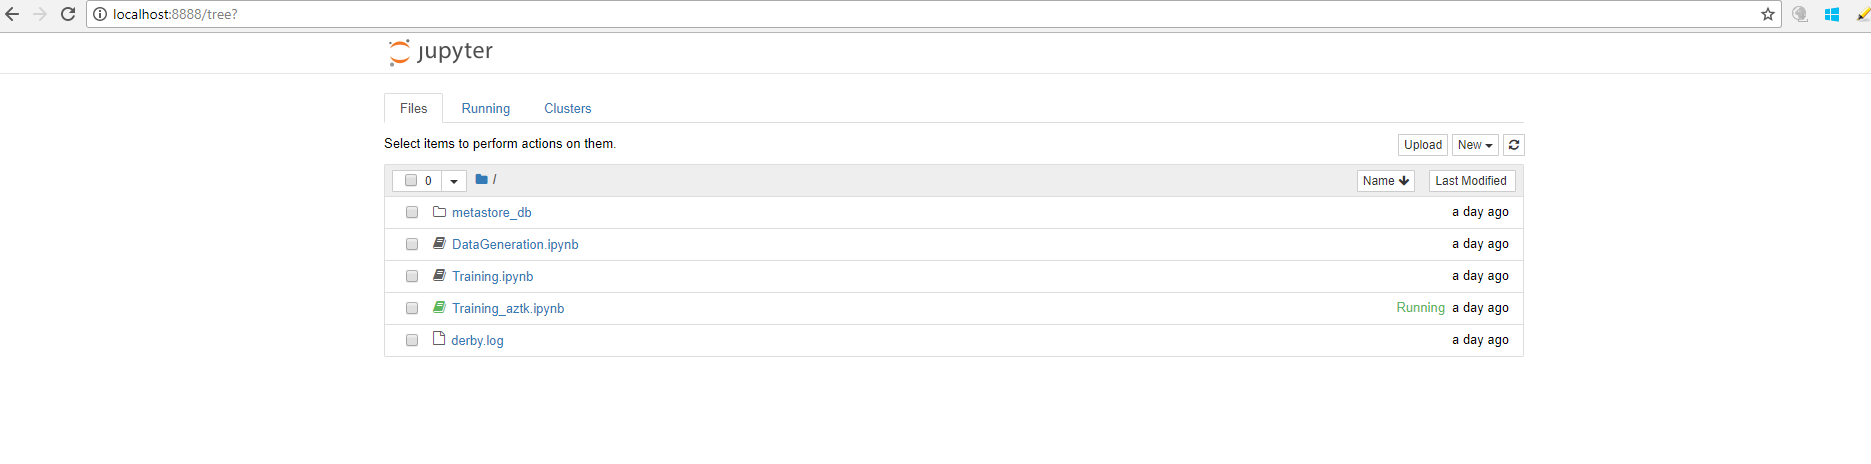 localhost:8888/tree?
jupyter
Files Running Clusters
Select items to perform actions on them.
Upload New
0 / Name Last Modified
metastore_db a day ago
DataGeneration.ipynb a day ago
Training.ipynb a day ago
Training_aztk.ipynb Running a day ago
derby.log a day ago